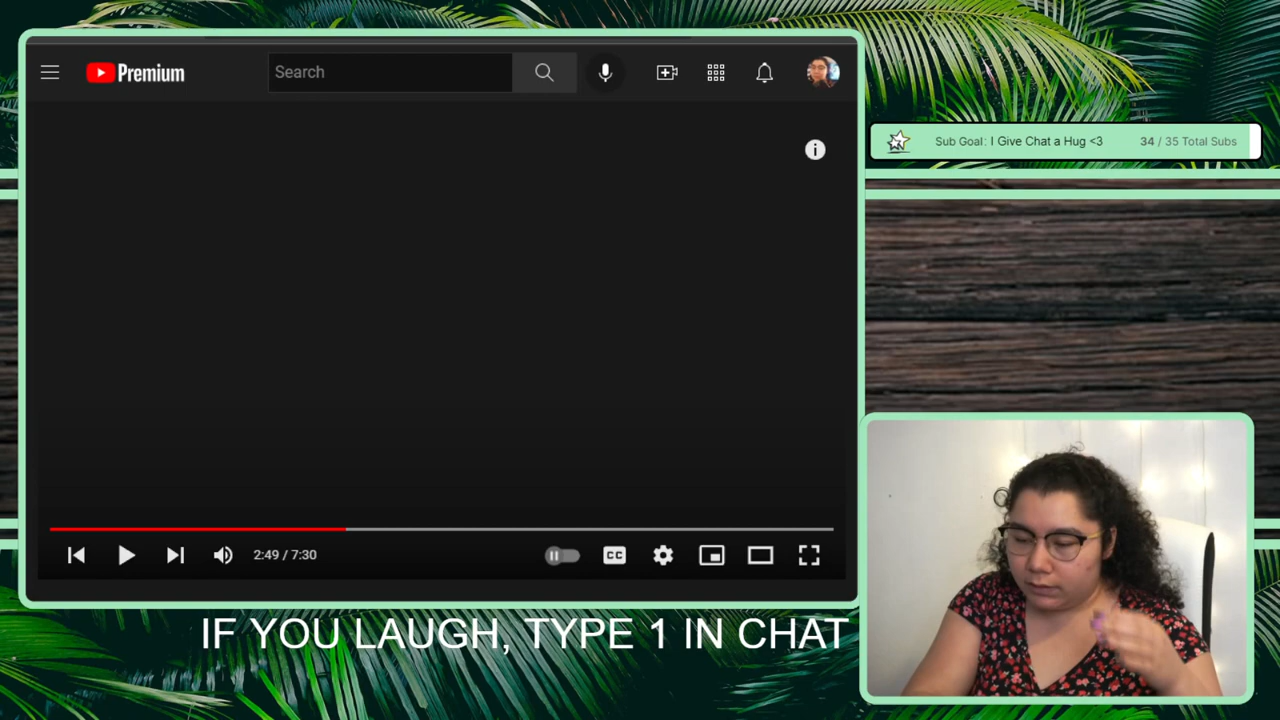 Premium
Search
Sub Goal: I Give Chat a Hug <3 34 / 35 Total Subs
CC
2:49 / 7:30
IF YOU LAUGH, TYPE 1 IN CHAT